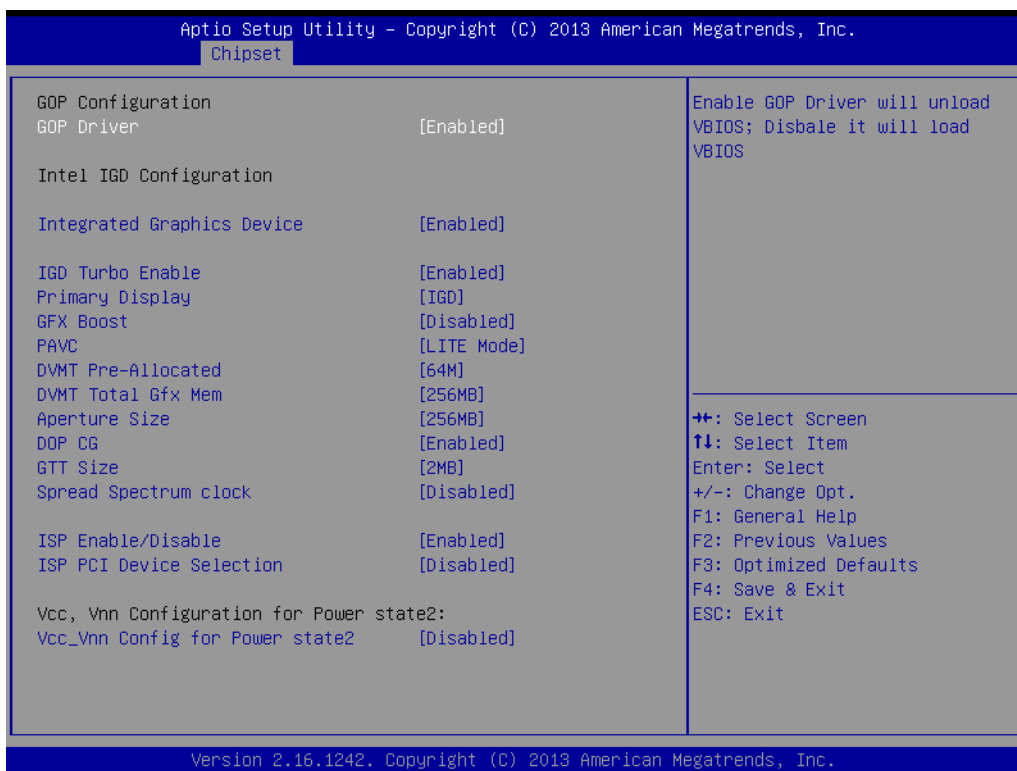 Aptio Setup Utility – Copyright (C) 2013 American Megatrends, Inc.
Chipset
GOP Configuration
GOP Driver [Enabled]
Intel IGD Configuration
Integrated Graphics Device [Enabled]
IGD Turbo Enable [Enabled]
Primary Display [IGD]
GFX Boost [Disabled]
PAVC [LITE Mode]
DVMT Pre-Allocated [64M]
DVMT Total Gfx Mem [256MB]
Aperture Size [256MB]
DOP CG [Enabled]
GTT Size [2MB]
Spread Spectrum clock [Disabled]
ISP Enable/Disable [Enabled]
ISP PCI Device Selection [Disabled]
Vcc, Vnn Configuration for Power state2:
Vcc_Vnn Config for Power state2 [Disabled]
Enable GOP Driver will unload
VBIOS; Disbale it will load
VBIOS
→←: Select Screen
↑↓: Select Item
Enter: Select
+/-: Change Opt.
F1: General Help
F2: Previous Values
F3: Optimized Defaults
F4: Save & Exit
ESC: Exit
Version 2.16.1242. Copyright (C) 2013 American Megatrends, Inc.